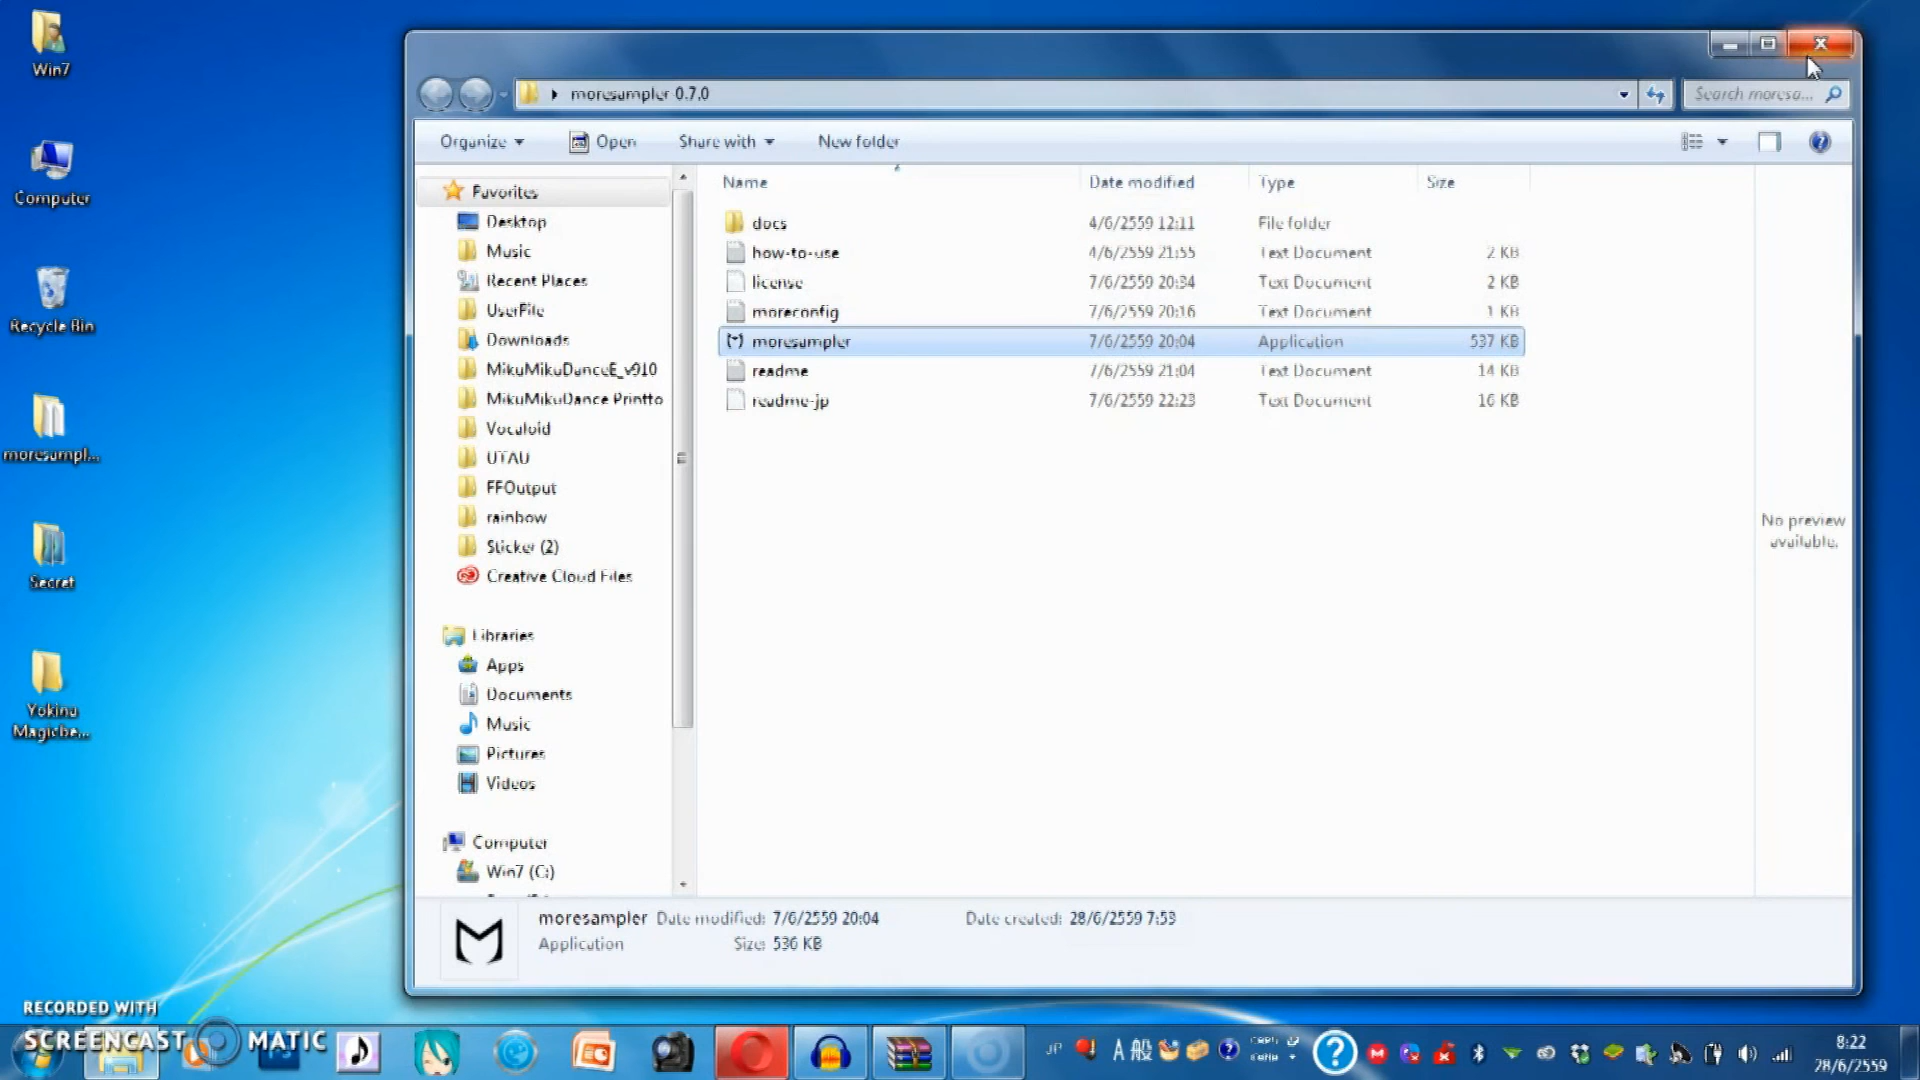 Win7
Computer
Recycle Bin
moresampl...
Secret
Yokina
Magicbe...
moresampler 0.7.0
Search moresa...
Organize
Open
Share with
New folder
Favorites
Desktop
Music
Recent Places
UserFile
Downloads
MikuMikuDanceE_v910
MikuMikuDance Printto
Vocaloid
UTAU
FFOutput
rainbow
Sticker (2)
Creative Cloud Files
Libraries
Apps
Documents
Music
Pictures
Videos
Computer
Win7 (C:)
Name Date modified Type Size
docs 4/6/2559 12:11 File folder
how-to-use 4/6/2559 21:55 Text Document 2 KB
license 7/6/2559 20:34 Text Document 2 KB
moreconfig 7/6/2559 20:16 Text Document 1 KB
moresampler 7/6/2559 20:04 Application 537 KB
readme 7/6/2559 21:04 Text Document 14 KB
readme-jp 7/6/2559 22:23 Text Document 16 KB
No preview
available.
moresampler Date modified: 7/6/2559 20:04 Date created: 28/6/2559 7:53
Application Size: 536 KB
RECORDED WITH
SCREENCAST MATIC
JP
A 般
8:22
28/6/2559